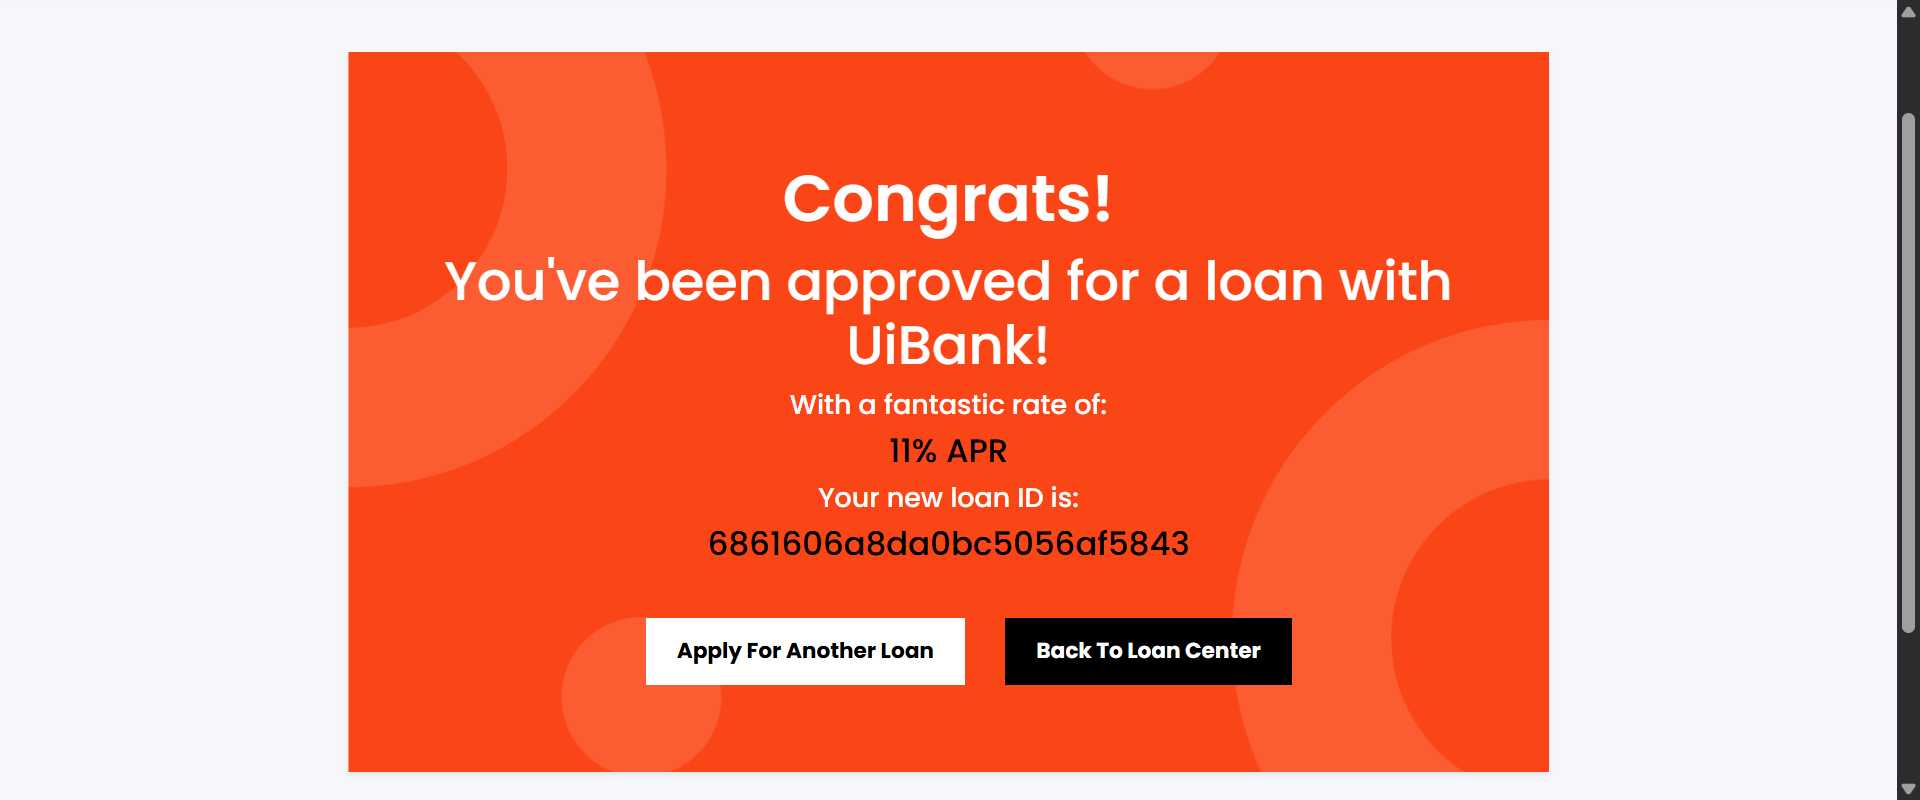 Congrats!
You've been approved for a loan with
UiBank!
With a fantastic rate of:
11% APR
Your new loan ID is:
6861606a8da0bc5056af5843
Apply For Another Loan
Back To Loan Center